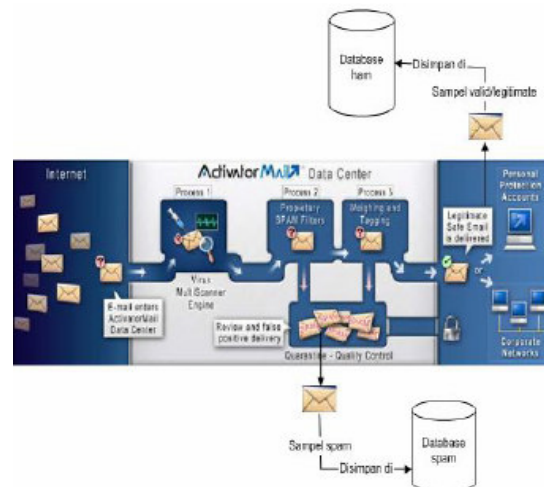 Database
ham
Disimpan di
Sampel valid/legitimate
Internet
ActivatorMail Data Center
Personal
Protection
Accounts
Process 1
Process 2
Process 3
Propietary
SPAM Filters
Weighting and
Tagging
Legitimate
Safe Email
is delivered
Virus
Multi Scanner
Engine
or
E-mail enters
ActivatorMail
Data Center
Review and false
positive delivery
Quarantine - Quality Control
Corporate
Networks
Sampel spam
Disimpan di
Database
spam